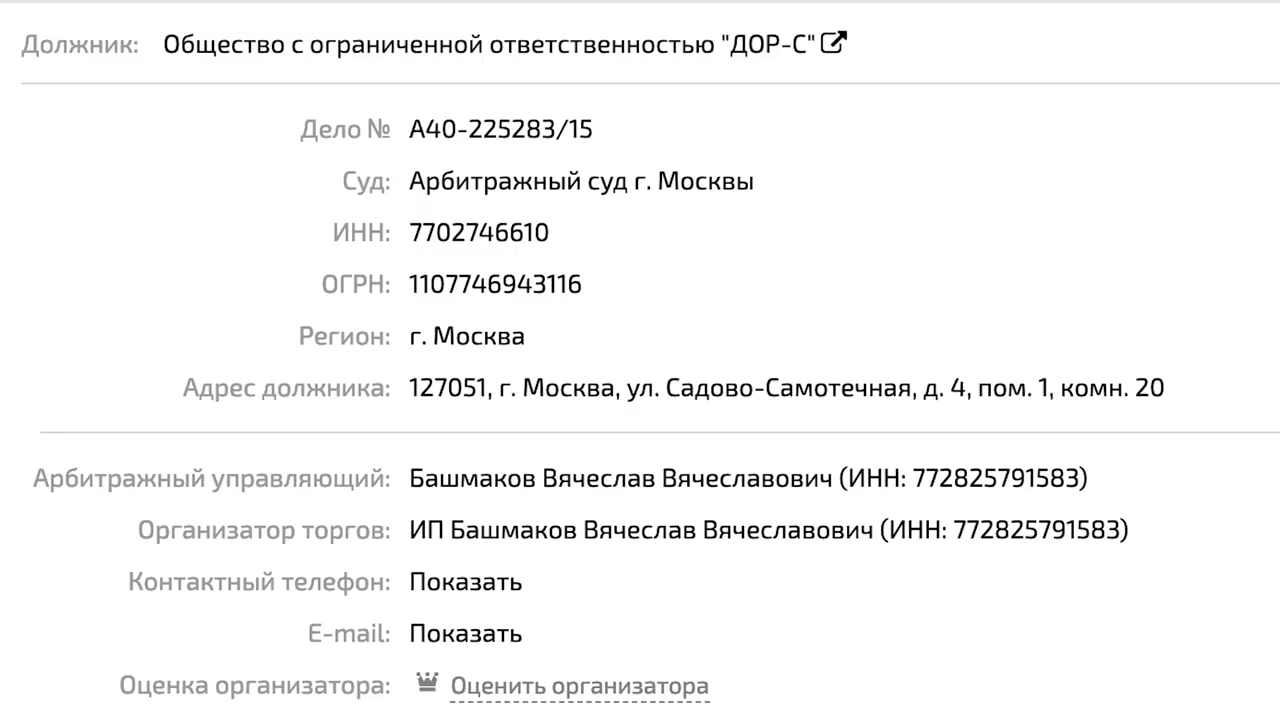 Должник: Общество с ограниченной ответственностью "ДОР-С"
Дело № А40-225283/15
Суд: Арбитражный суд г. Москвы
ИНН: 7702746610
ОГРН: 1107746943116
Регион: г. Москва
Адрес должника: 127051, г. Москва, ул. Садово-Самотечная, д. 4, пом. 1, комн. 20
Арбитражный управляющий: Башмаков Вячеслав Вячеславович (ИНН: 772825791583)
Организатор торгов: ИП Башмаков Вячеслав Вячеславович (ИНН: 772825791583)
Контактный телефон: Показать
E-mail: Показать
Оценка организатора: Оценить организатора